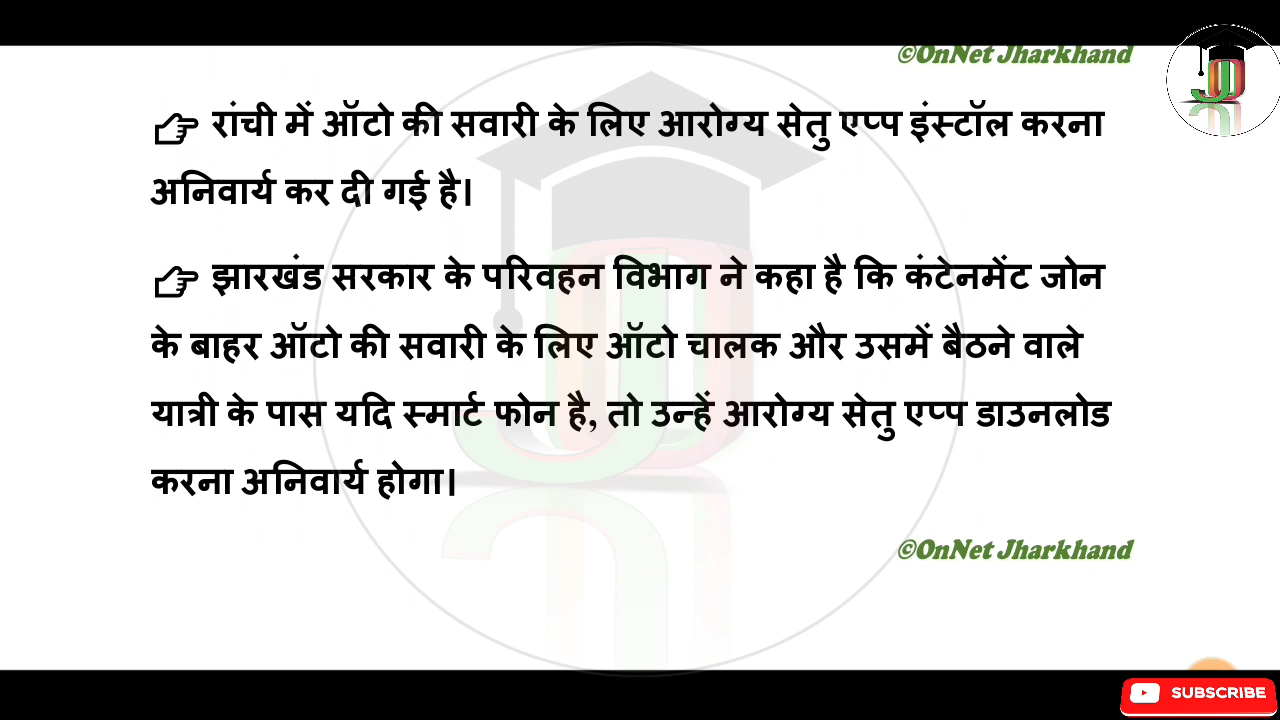 ©OnNet Jharkhand
👉 रांची में ऑटो की सवारी के लिए आरोग्य सेतु एप्प इंस्टॉल करना
अनिवार्य कर दी गई है।
👉 झारखंड सरकार के परिवहन विभाग ने कहा है कि कंटेनमेंट जोन
के बाहर ऑटो की सवारी के लिए ऑटो चालक और उसमें बैठने वाले
यात्री के पास यदि स्मार्ट फोन है, तो उन्हें आरोग्य सेतु एप्प डाउनलोड
करना अनिवार्य होगा।
©OnNet Jharkhand
SUBSCRIBE